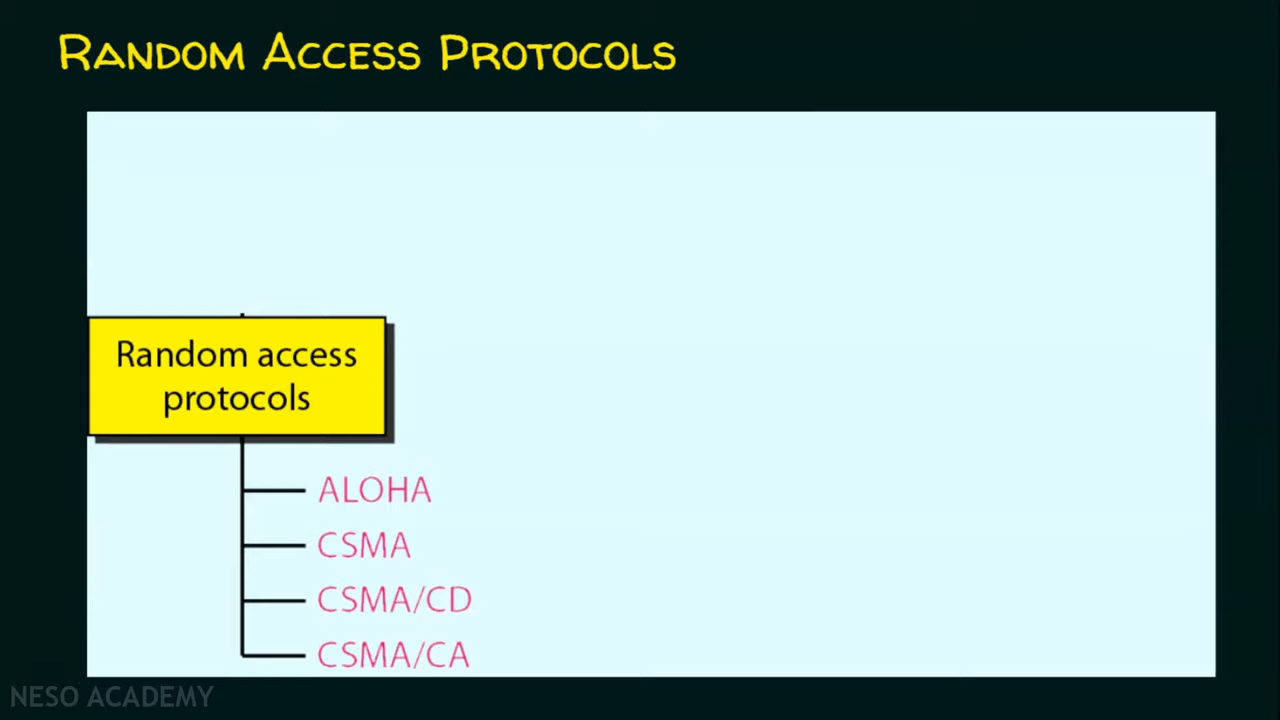 RANDOM ACCESS PROTOCOLS
Random access
protocols
ALOHA
CSMA
CSMA/CD
CSMA/CA
NESO ACADEMY